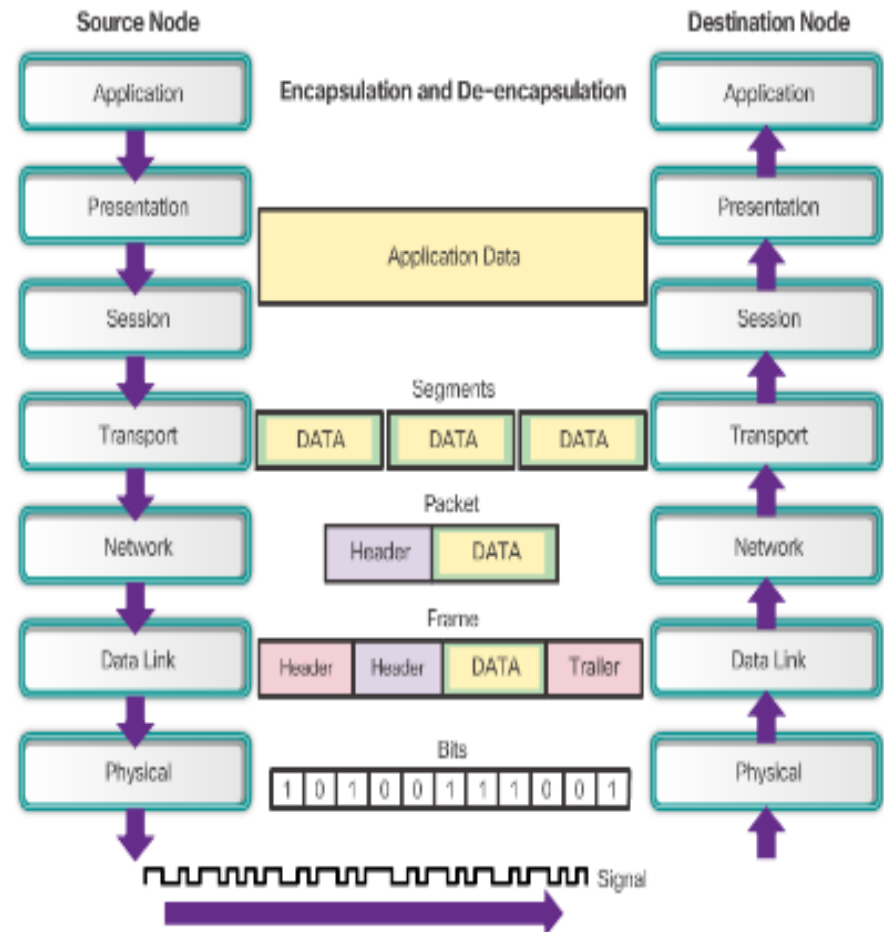 Source Node
Destination Node
Application
Encapsulation and De-encapsulation
Application
Presentation
Presentation
Application Data
Session
Session
Segments
Transport
DATA
DATA
DATA
Transport
Packet
Network
Header
DATA
Network
Frame
Data Link
Header
Header
DATA
Trailer
Data Link
Bits
Physical
1 0 1 0 0 1 1 1 0 0 1
Physical
Signal